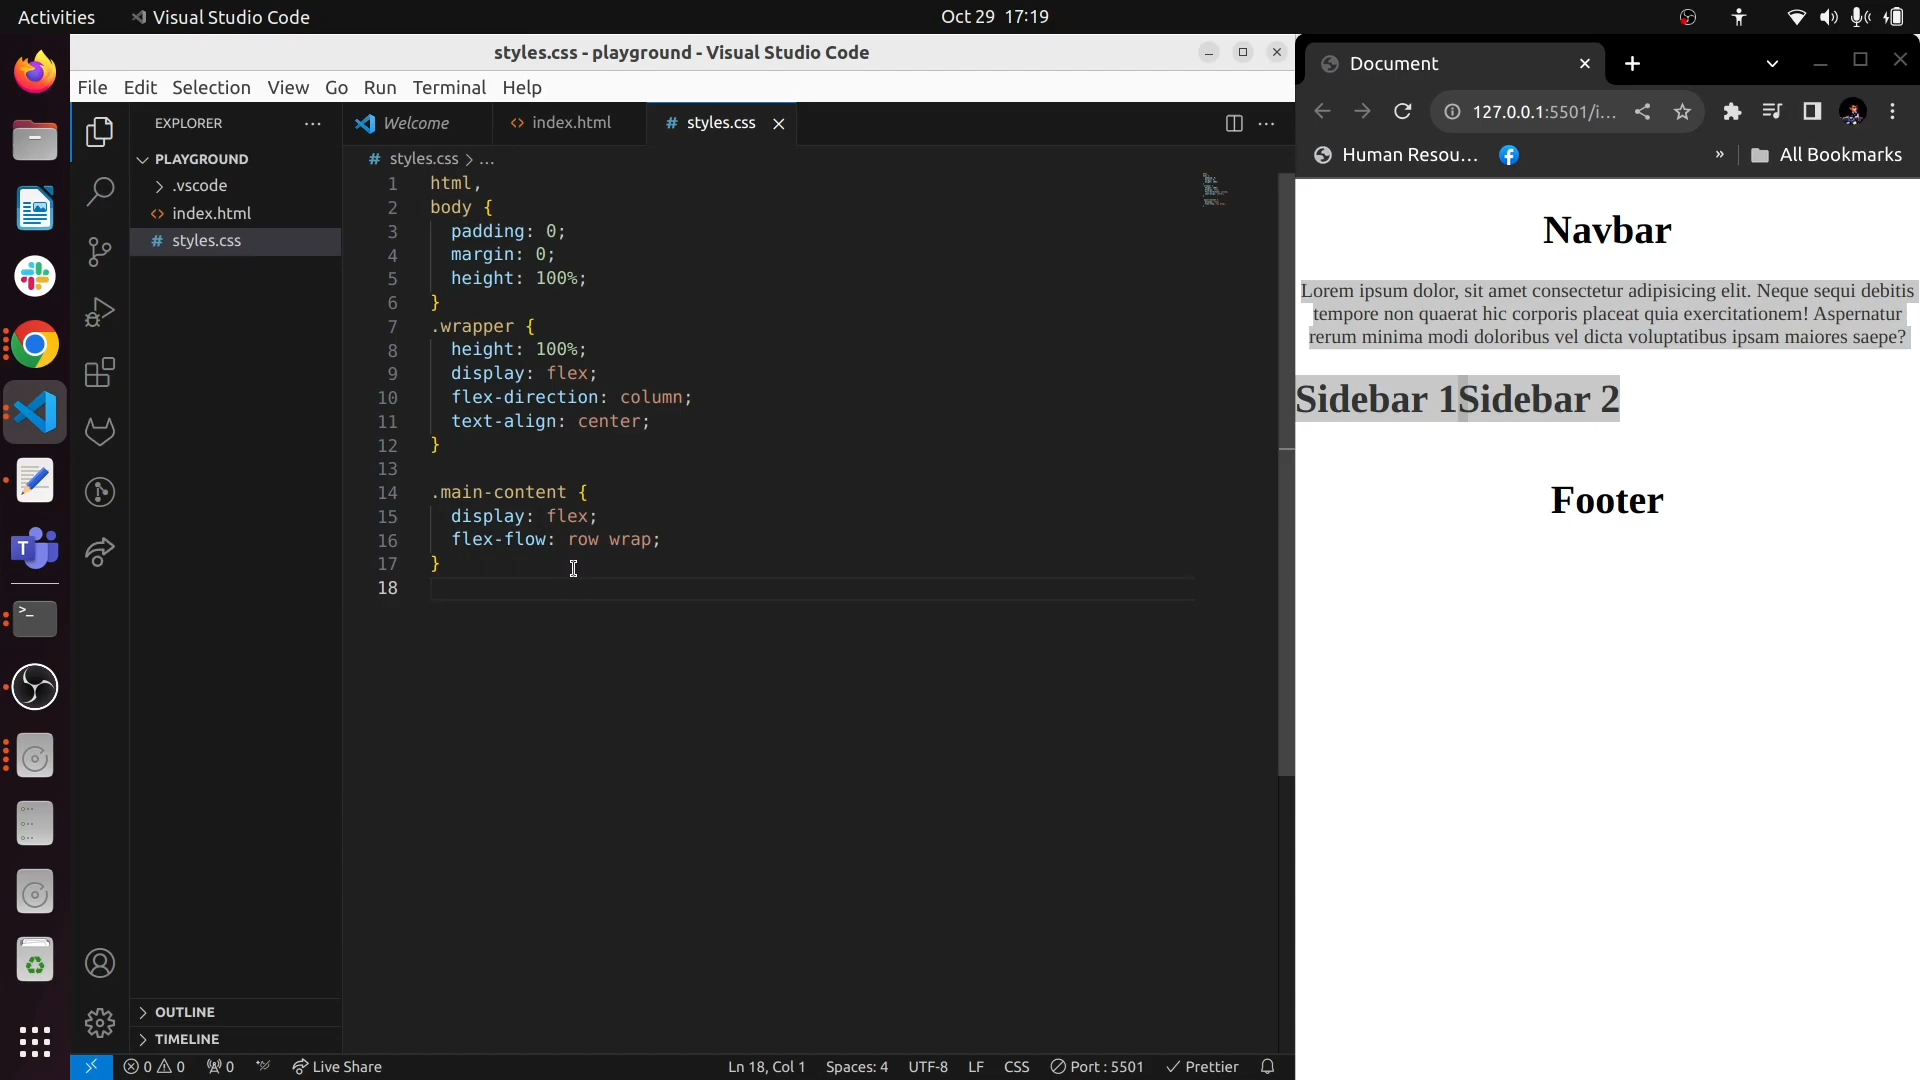 Activities
Visual Studio Code
Oct 29 17:19
styles.css - playground - Visual Studio Code
File Edit Selection View Go Run Terminal Help
EXPLORER
PLAYGROUND
.vscode
<> index.html
# styles.css
OUTLINE
TIMELINE
Welcome
<> index.html
# styles.css
# styles.css > ...
1 html,
2 body {
3 padding: 0;
4 margin: 0;
5 height: 100%;
6 }
7 .wrapper {
8 height: 100%;
9 display: flex;
10 flex-direction: column;
11 text-align: center;
12 }
13
14 .main-content {
15 display: flex;
16 flex-flow: row wrap;
17 }
18
0 0 0 Live Share
Ln 18, Col 1 Spaces: 4 UTF-8 LF CSS Port : 5501 Prettier
Document
127.0.0.1:5501/i...
Human Resou...
» All Bookmarks
Navbar
Lorem ipsum dolor, sit amet consectetur adipisicing elit. Neque sequi debitis
tempore non quaerat hic corporis placeat quia exercitationem! Aspernatur
rerum minima modi doloribus vel dicta voluptatibus ipsam maiores saepe?
Sidebar 1Sidebar 2
Footer